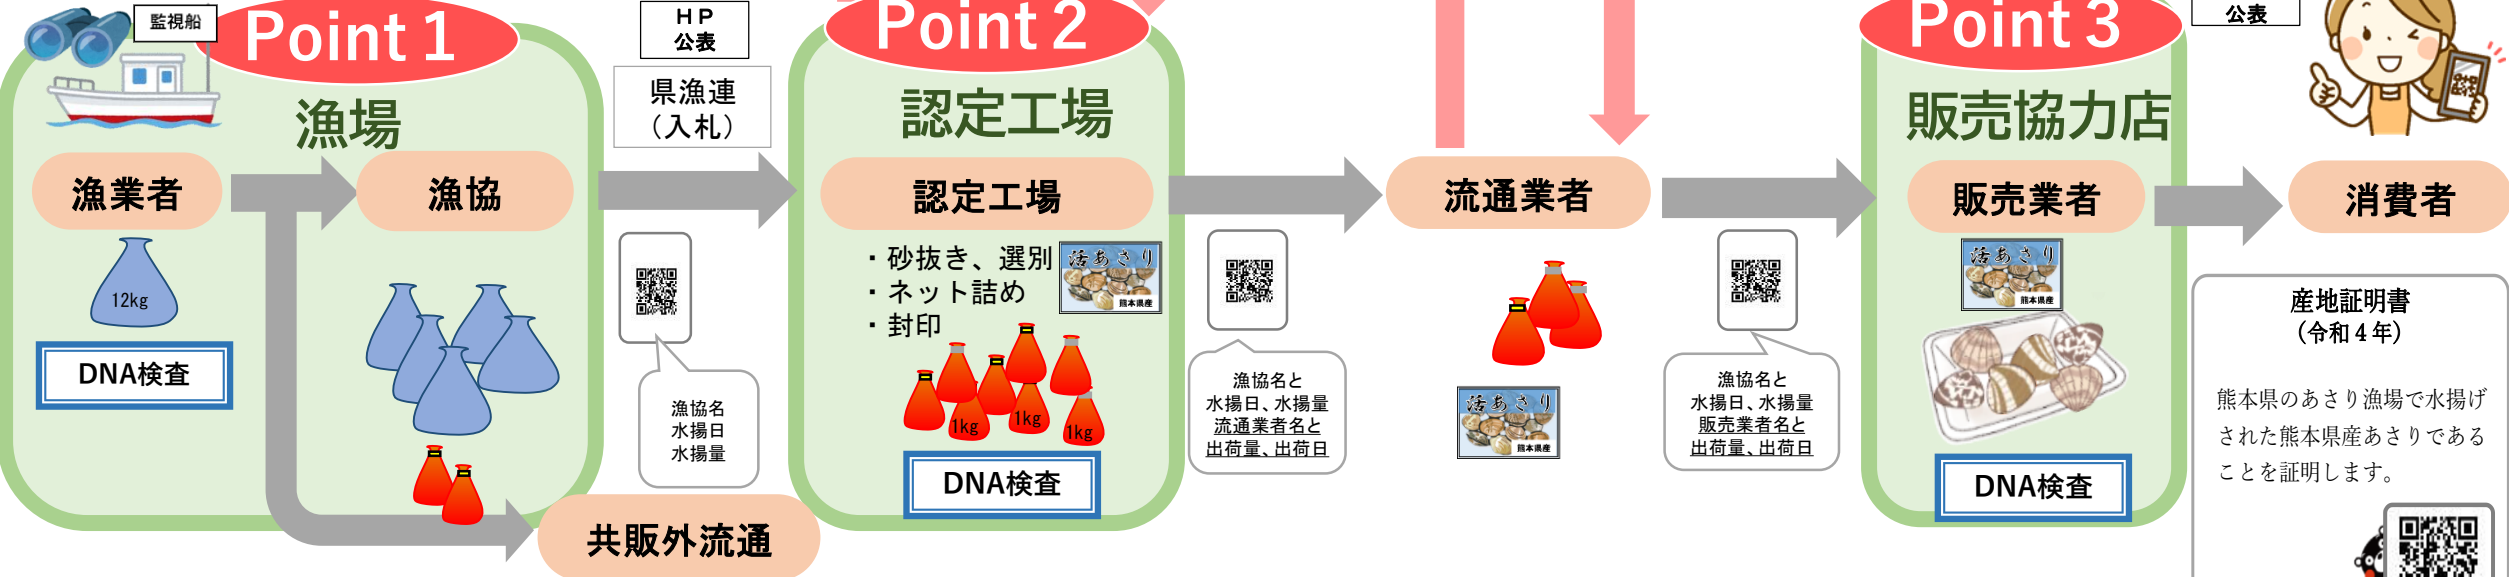 監視船
Point 1
漁場
漁業者
漁協
12kg
DNA検査
ＨＰ
公表
県漁連
（入札）
漁協名
水揚日
水揚量
共販外流通
Point 2
認定工場
認定工場
・砂抜き、選別
・ネット詰め
・封印
活あさり
熊本県産
1kg
1kg
1kg
DNA検査
漁協名と
水揚日、水揚量
流通業者名と
出荷量、出荷日
流通業者
活あさり
熊本県産
漁協名と
水揚日、水揚量
販売業者名と
出荷量、出荷日
Point 3
販売協力店
販売業者
活あさり
熊本県産
DNA検査
公表
消費者
産地証明書
（令和４年）
熊本県のあさり漁場で水揚げ
された熊本県産あさりである
ことを証明します。